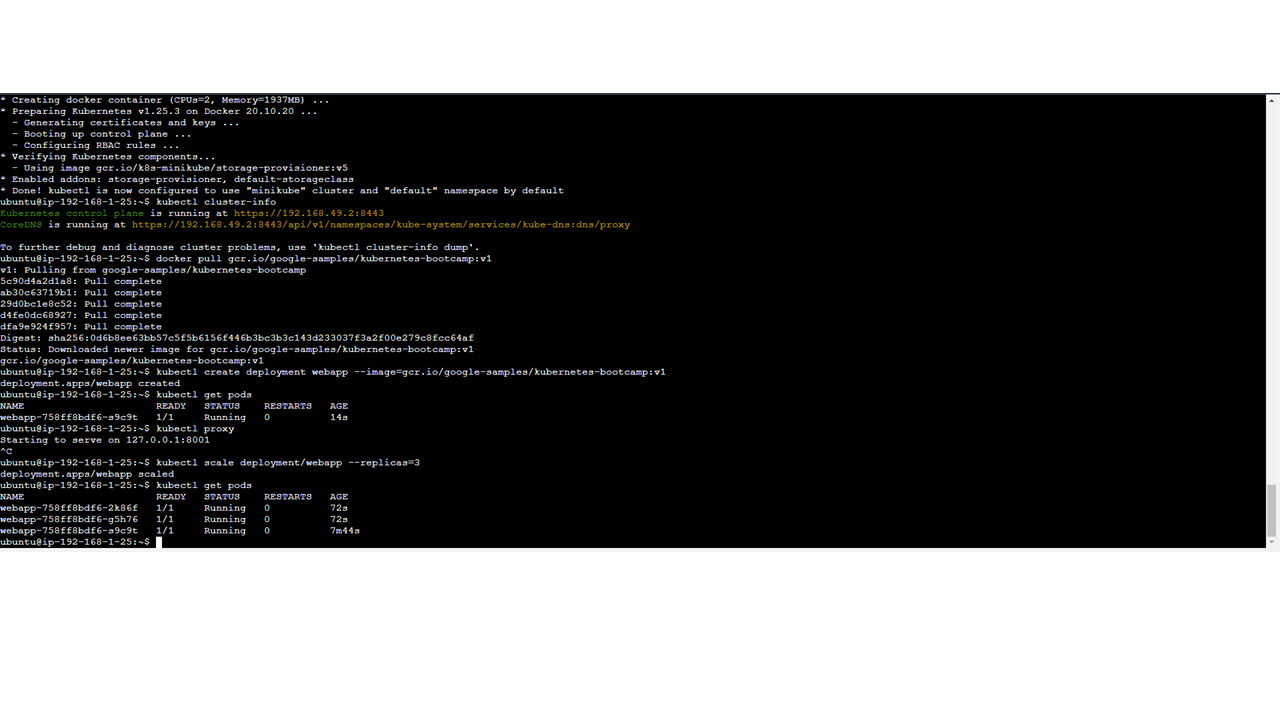 * Creating docker container (CPUs=2, Memory=1937MB) ...
* Preparing Kubernetes v1.25.3 on Docker 20.10.20 ...
  - Generating certificates and keys ...
  - Booting up control plane ...
  - Configuring RBAC rules ...
* Verifying Kubernetes components...
  - Using image gcr.io/k8s-minikube/storage-provisioner:v5
* Enabled addons: storage-provisioner, default-storageclass
* Done! kubectl is now configured to use "minikube" cluster and "default" namespace by default
ubuntu@ip-192-168-1-25:~$ kubectl cluster-info
Kubernetes control plane is running at https://192.168.49.2:8443
CoreDNS is running at https://192.168.49.2:8443/api/v1/namespaces/kube-system/services/kube-dns:dns/proxy

To further debug and diagnose cluster problems, use 'kubectl cluster-info dump'.
ubuntu@ip-192-168-1-25:~$ docker pull gcr.io/google-samples/kubernetes-bootcamp:v1
v1: Pulling from google-samples/kubernetes-bootcamp
5c90d4a2d1a8: Pull complete
ab30c63719b1: Pull complete
29d0bc1e8c52: Pull complete
d4fe0dc68927: Pull complete
dfa9e924f957: Pull complete
Digest: sha256:0d6b8ee63bb57c5f5b6156f446b3bc3b3c143d233037f3a2f00e279c8fcc64af
Status: Downloaded newer image for gcr.io/google-samples/kubernetes-bootcamp:v1
gcr.io/google-samples/kubernetes-bootcamp:v1
ubuntu@ip-192-168-1-25:~$ kubectl create deployment webapp --image=gcr.io/google-samples/kubernetes-bootcamp:v1
deployment.apps/webapp created
ubuntu@ip-192-168-1-25:~$ kubectl get pods
NAME                      READY   STATUS    RESTARTS   AGE
webapp-758ff8bdf6-s9c9t   1/1     Running   0          14s
ubuntu@ip-192-168-1-25:~$ kubectl proxy
Starting to serve on 127.0.0.1:8001
^C
ubuntu@ip-192-168-1-25:~$ kubectl scale deployment/webapp --replicas=3
deployment.apps/webapp scaled
ubuntu@ip-192-168-1-25:~$ kubectl get pods
NAME                      READY   STATUS    RESTARTS   AGE
webapp-758ff8bdf6-2k86f   1/1     Running   0          72s
webapp-758ff8bdf6-g5h76   1/1     Running   0          72s
webapp-758ff8bdf6-s9c9t   1/1     Running   0          7m44s
ubuntu@ip-192-168-1-25:~$